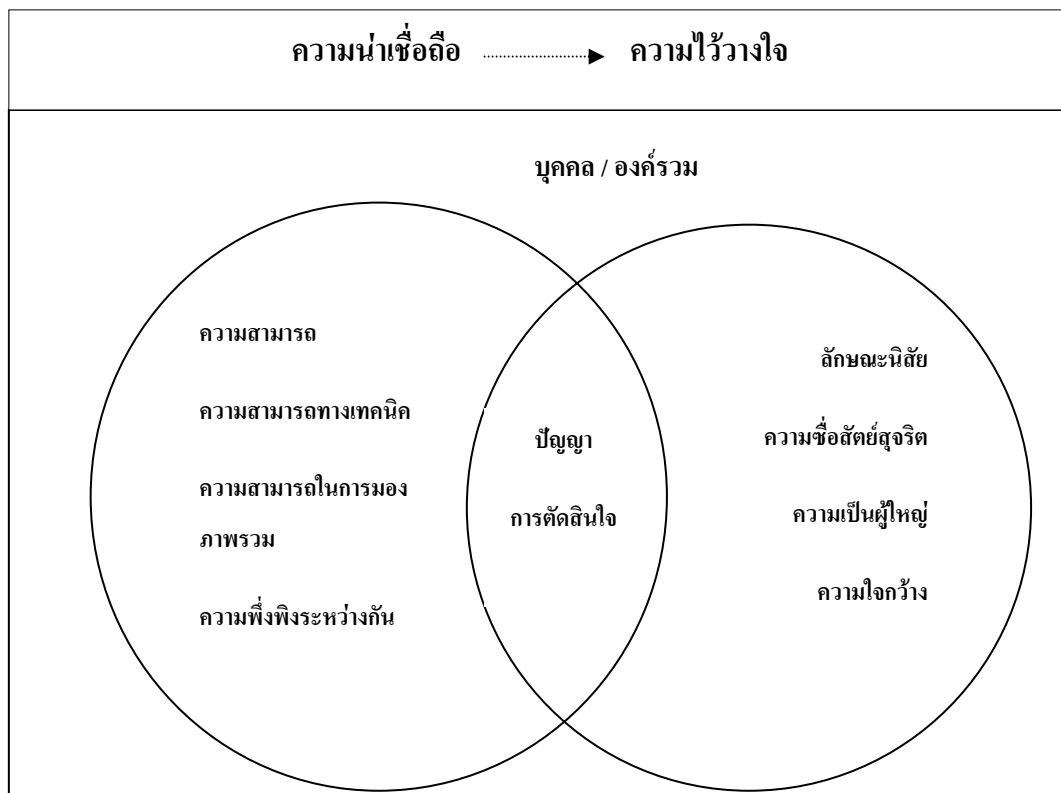 ความน่าเชื่อถือ ความไว้วางใจ
บุคคล / องค์รวม
ความสามารถ
ความสามารถทางเทคนิค
ความสามารถในการมอง
ภาพรวม
ความพึ่งพิงระหว่างกัน
ปัญญา
การตัดสินใจ
ลักษณะนิสัย
ความซื่อสัตย์สุจริต
ความเป็นผู้ใหญ่
ความใจกว้าง